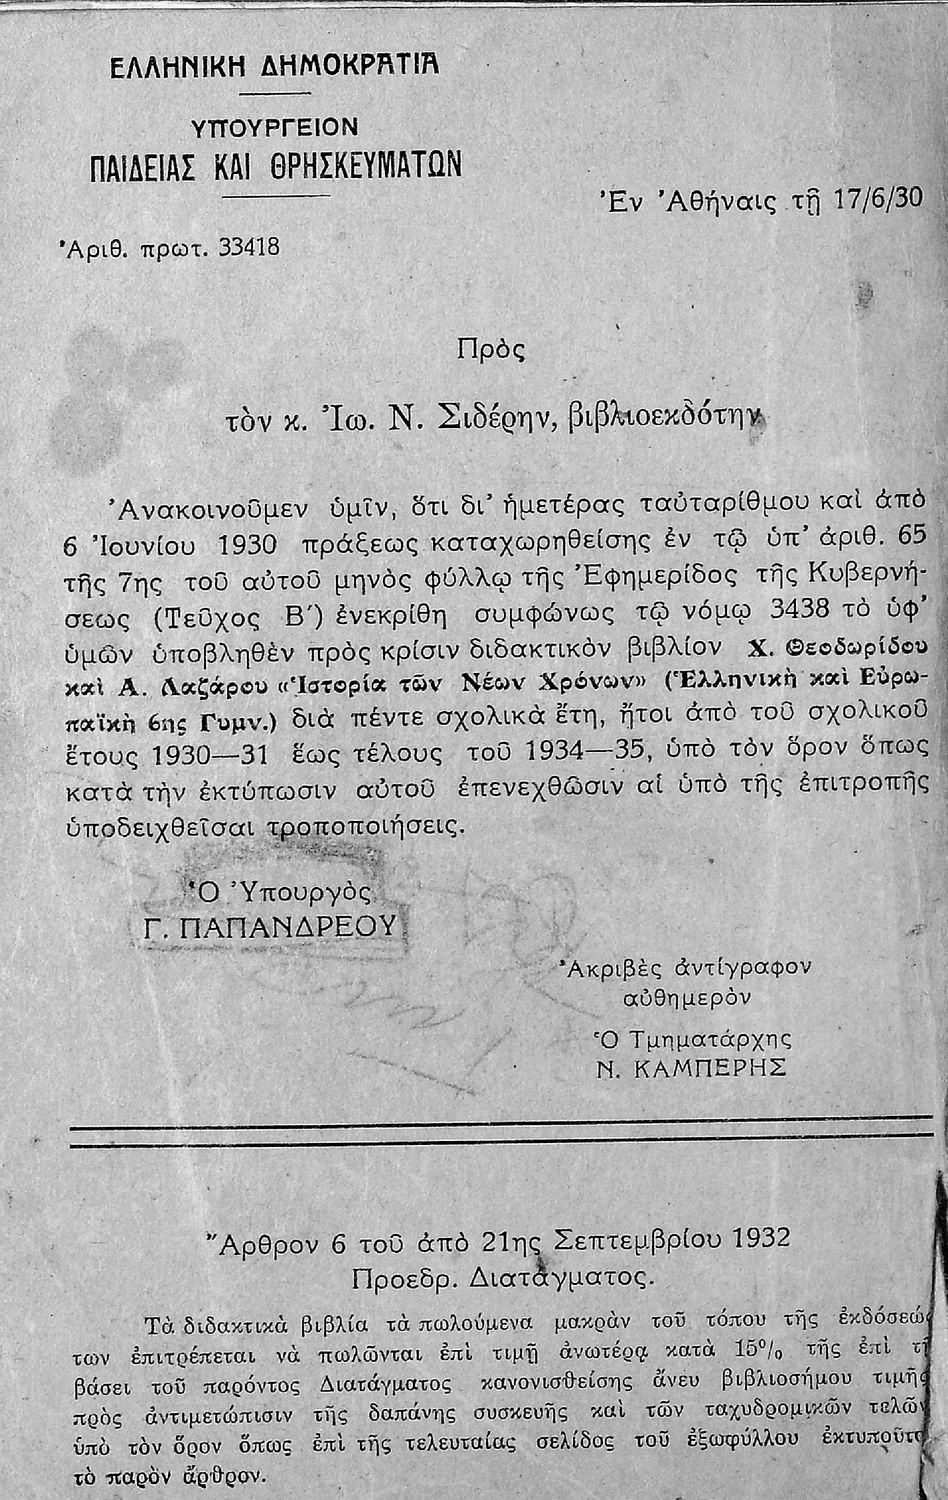 ΕΛΛΗΝΙΚΗ ΔΗΜΟΚΡΑΤΙΑ
ΥΠΟΥΡΓΕΙΟΝ
ΠΑΙΔΕΙΑΣ ΚΑΙ ΘΡΗΣΚΕΥΜΑΤΩΝ
Ἐν Ἀθήναις τῇ 17/6/30
Ἀριθ. πρωτ. 33418
Πρὸς
τὸν κ. Ἰω. Ν. Σιδέρην, βιβλιοεκδότην
Ἀνακοινοῦμεν ὑμῖν, ὅτι δι' ἡμετέρας ταὐταρίθμου καὶ ἀπὸ
6 Ἰουνίου 1930 πράξεως καταχωρηθείσης ἐν τῷ ὑπ' ἀριθ. 65
τῆς 7ης τοῦ αὐτοῦ μηνὸς φύλλῳ τῆς Ἐφημερίδος τῆς Κυβερνή-
σεως (Τεῦχος Β′) ἐνεκρίθη συμφώνως τῷ νόμῳ 3438 τὸ ὑφ'
ὑμῶν ὑποβληθὲν πρὸς κρίσιν διδακτικὸν βιβλίον Χ. Θεοδωρίδου
καὶ Α. Λαζάρου «Ἱστορία τῶν Νέων Χρόνων» (Ἑλληνικὴ καὶ Εὐρω-
παϊκὴ 6ης Γυμν.) διὰ πέντε σχολικὰ ἔτη, ἤτοι ἀπὸ τοῦ σχολικοῦ
ἔτους 1930—31 ἕως τέλους τοῦ 1934—35, ὑπὸ τὸν ὅρον ὅπως
κατὰ τὴν ἐκτύπωσιν αὐτοῦ ἐπενεχθῶσιν αἱ ὑπὸ τῆς ἐπιτροπῆς
ὑποδειχθεῖσαι τροποποιήσεις.
Ὁ Ὑπουργὸς
Γ. ΠΑΠΑΝΔΡΕΟΥ
Ἀκριβὲς ἀντίγραφον
αὐθημερὸν
Ὁ Τμηματάρχης
Ν. ΚΑΜΠΕΡΗΣ
Ἄρθρον 6 τοῦ ἀπὸ 21ης Σεπτεμβρίου 1932
Προεδρ. Διατάγματος.
Τὰ διδακτικὰ βιβλία τὰ πωλούμενα μακρὰν τοῦ τόπου τῆς ἐκδόσεώς
των ἐπιτρέπεται νὰ πωλῶνται ἐπὶ τιμῇ ἀνωτέρᾳ κατὰ 15% τῆς ἐπὶ τῇ
βάσει τοῦ παρόντος Διατάγματος κανονισθείσης ἄνευ βιβλιοσήμου τιμῆς
πρὸς ἀντιμετώπισιν τῆς δαπάνης συσκευῆς καὶ τῶν ταχυδρομικῶν τελῶν
ὑπὸ τὸν ὅρον ὅπως ἐπὶ τῆς τελευταίας σελίδος τοῦ ἐξωφύλλου ἐκτυποῦται
τὸ παρὸν ἄρθρον.